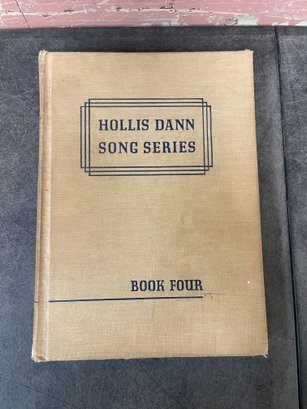 HOLLIS DANN
SONG SERIES
BOOK FOUR